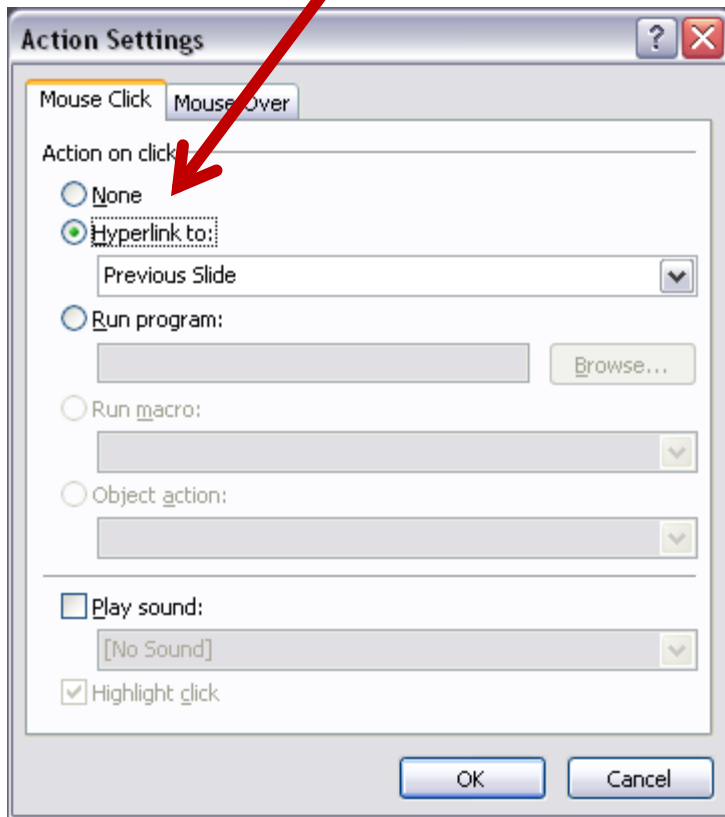 Action Settings
Mouse Click Mouse Over
Action on click
None
Hyperlink to:
Previous Slide
Run program:
Browse...
Run macro:
Object action:
Play sound:
[No Sound]
Highlight click
OK Cancel